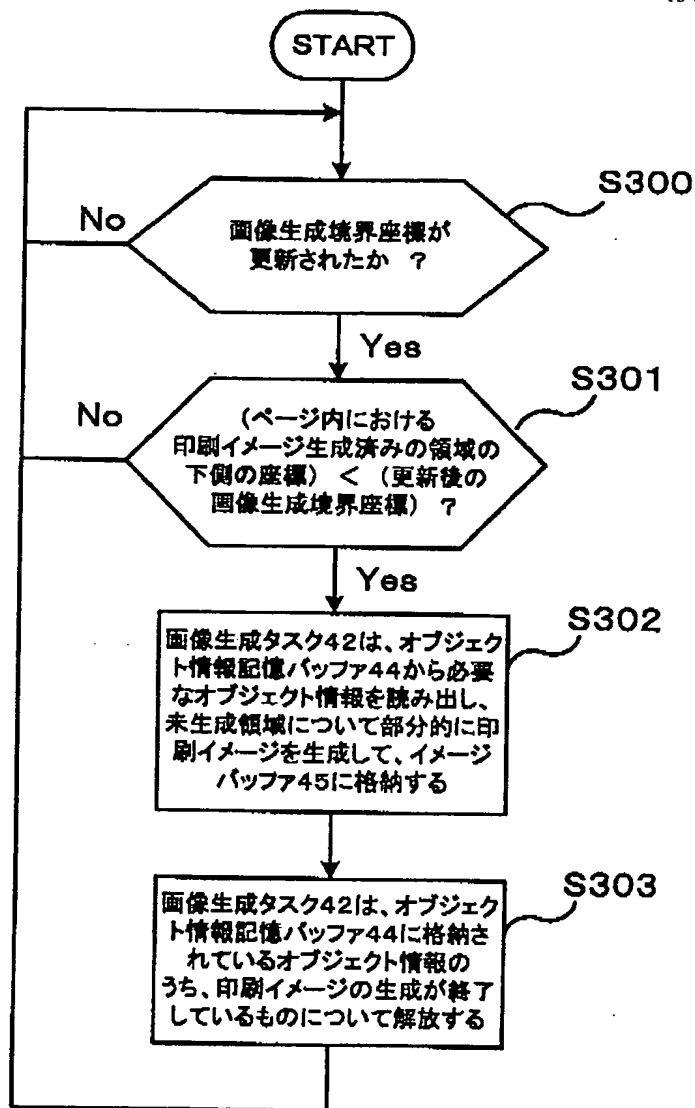 START
S300
No
画像生成境界座標が
更新されたか ?
Yes
S301
No
(ページ内における
印刷イメージ生成済みの領域の
下側の座標) < (更新後の
画像生成境界座標) ?
Yes
S302
画像生成タスク42は、オブジェク
ト情報記憶バッファ44から必要
なオブジェクト情報を読み出し、
未生成領域について部分的に印
刷イメージを生成して、イメージ
バッファ45に格納する
S303
画像生成タスク42は、オブジェク
ト情報記憶バッファ44に格納さ
れているオブジェクト情報の
うち、印刷イメージの生成が終了
しているものについて解放する